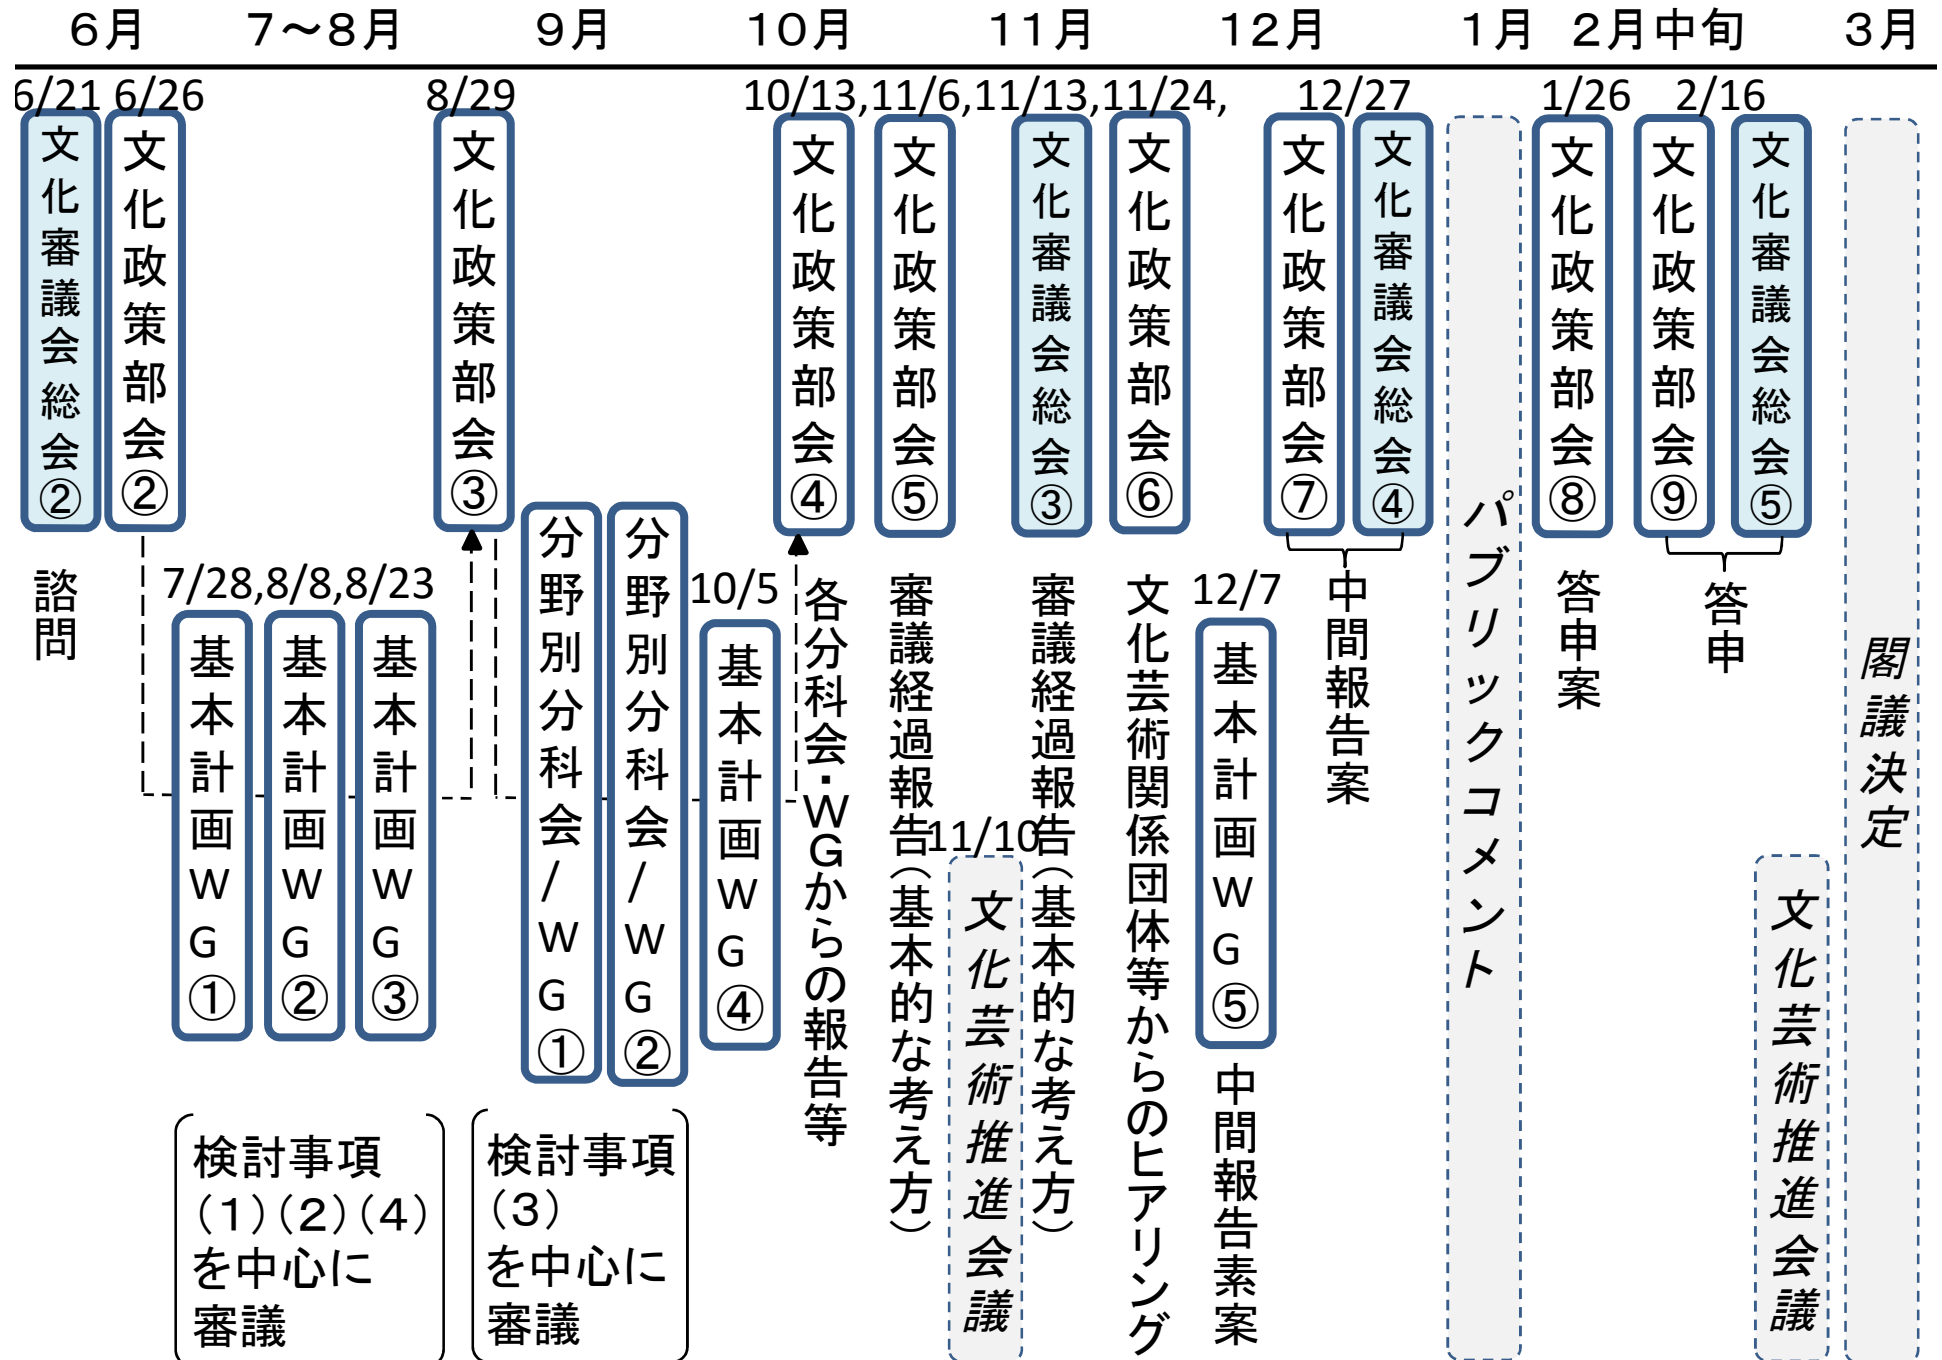 6月 7～8月 9月 10月 11月 12月 1月 2月中旬 3月
6/21 6/26 8/29 10/13,11/6,11/13,11/24, 12/27 1/26 2/16
文化審議会総会②
文化政策部会②
文化政策部会③
文化政策部会④
文化政策部会⑤
文化審議会総会③
文化政策部会⑥
文化政策部会⑦
文化審議会総会④
パブリックコメント
文化政策部会⑧
文化政策部会⑨
文化審議会総会⑤
閣議決定
諮問
7/28,8/8,8/23
基本計画WG①
基本計画WG②
基本計画WG③
分野別分科会/WG①
分野別分科会/WG②
10/5
基本計画WG④
各分科会・WGからの報告等
審議経過報告（基本的な考え方）
11/10
文化芸術推進会議
審議経過報告（基本的な考え方）
文化芸術関係団体等からのヒアリング
12/7
基本計画WG⑤
中間報告素案
中間報告案
答申案
答申
文化芸術推進会議
検討事項
（1）（2）（4）
を中心に
審議
検討事項
（3）
を中心に
審議